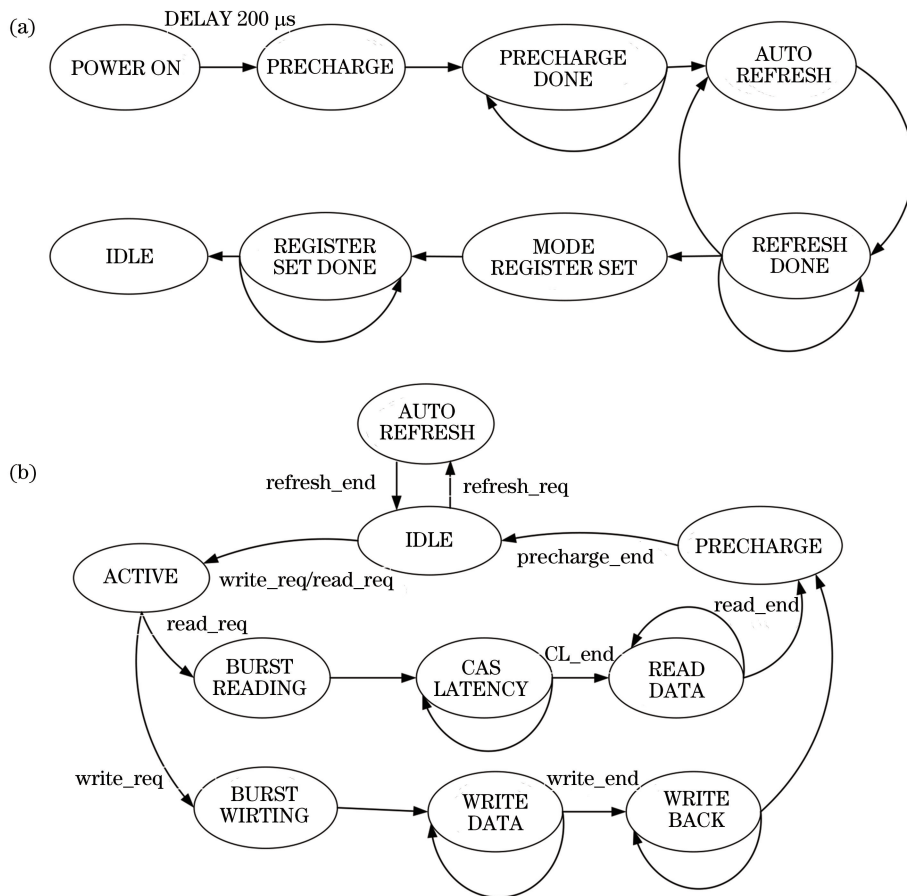 (a)
DELAY 200 μs
POWER ON
PRECHARGE
PRECHARGE
DONE
AUTO
REFRESH
IDLE
REGISTER
SET DONE
MODE
REGISTER SET
REFRESH
DONE
(b)
AUTO
REFRESH
refresh_end
refresh_req
IDLE
precharge_end
PRECHARGE
ACTIVE
write_req/read_req
read_req
BURST
READING
CAS
LATENCY
CL_end
READ
DATA
read_end
write_req
BURST
WIRTING
WRITE
DATA
write_end
WRITE
BACK